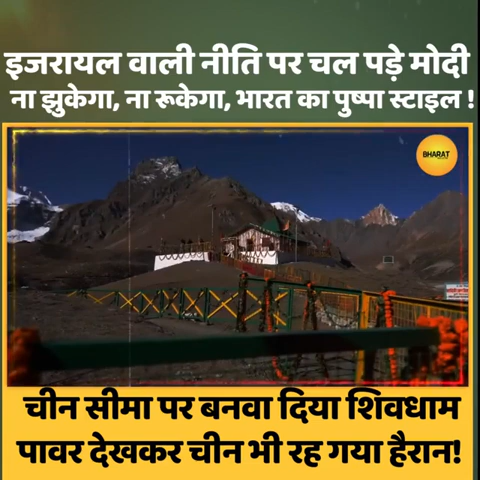 इजरायल वाली नीति पर चल पड़े मोदी
ना झुकेगा, ना रूकेगा, भारत का पुष्पा स्टाइल !
BHARAT
चीन सीमा पर बनवा दिया शिवधाम
पावर देखकर चीन भी रह गया हैरान!